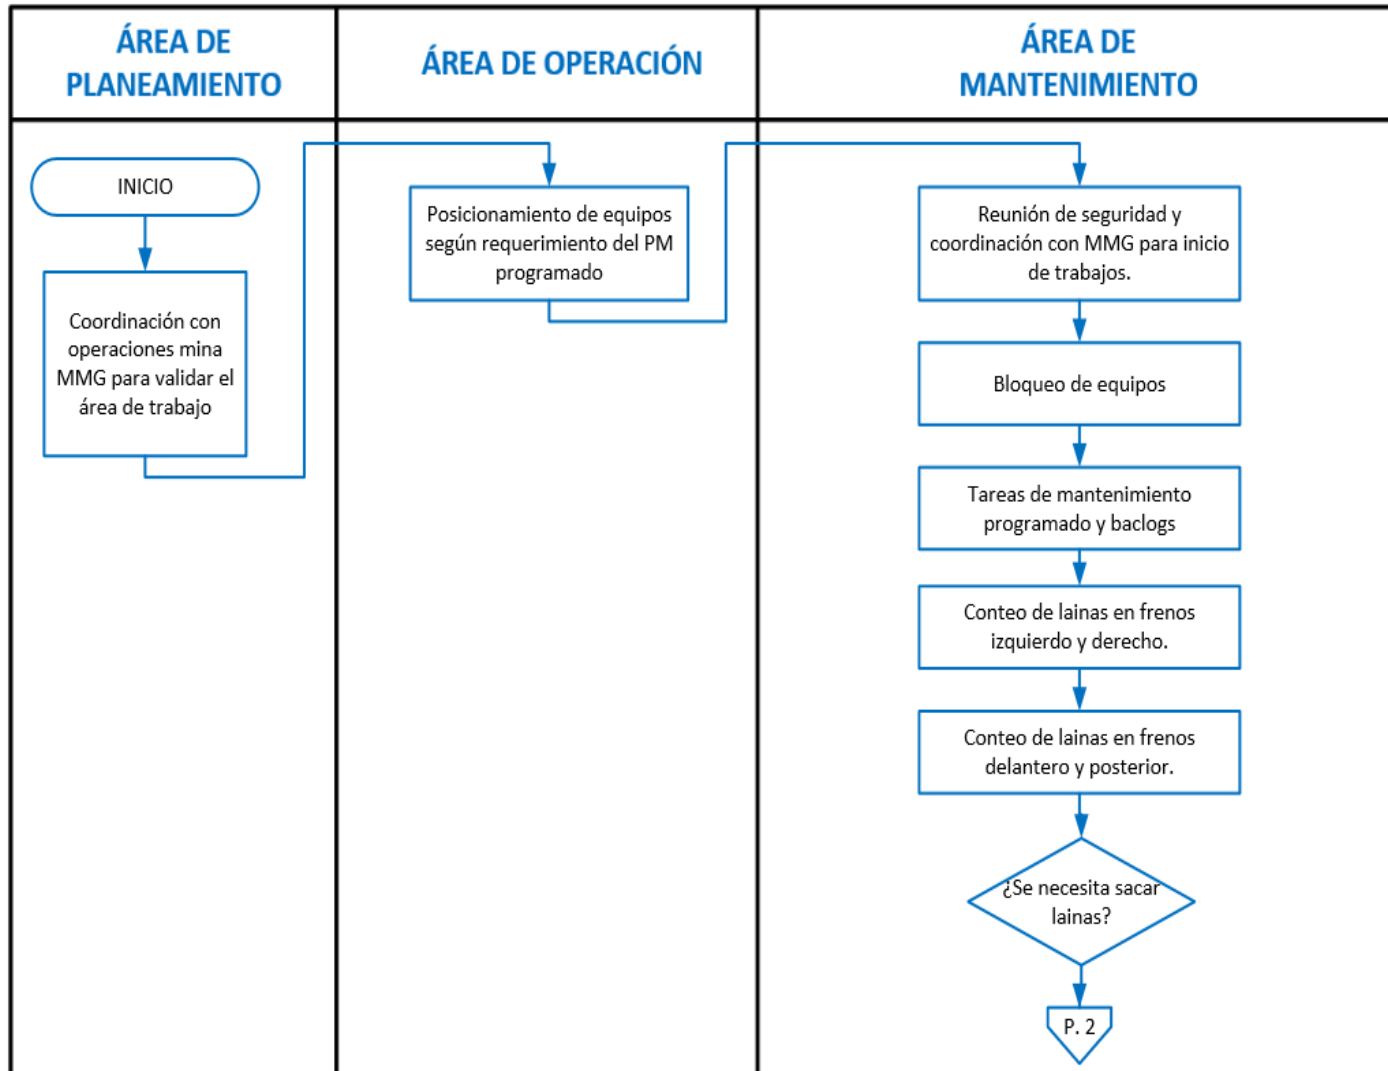 ÁREA DE
PLANEAMIENTO
ÁREA DE OPERACIÓN
ÁREA DE
MANTENIMIENTO
INICIO
Coordinación con
operaciones mina
MMG para validar el
área de trabajo
Posicionamiento de equipos
según requerimiento del PM
programado
Reunión de seguridad y
coordinación con MMG para inicio
de trabajos.
Bloqueo de equipos
Tareas de mantenimiento
programado y baclogs
Conteo de lainas en frenos
izquierdo y derecho.
Conteo de lainas en frenos
delantero y posterior.
¿Se necesita sacar
lainas?
P. 2